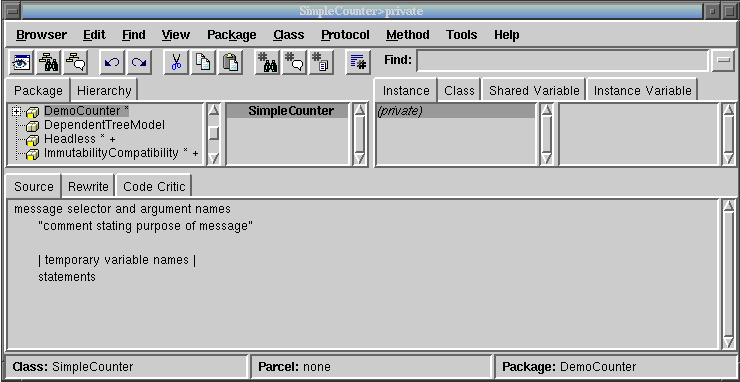 SimpleCounter>private
Browser Edit Find View Package Class Protocol Method Tools Help
Find:
Package Hierarchy Instance Class Shared Variable Instance Variable
DemoCounter * SimpleCounter (private)
DependentTreeModel
Headless * +
ImmutabilityCompatibility * +
Source Rewrite Code Critic
message selector and argument names
"comment stating purpose of message"
| temporary variable names |
statements
Class: SimpleCounter Parcel: none Package: DemoCounter